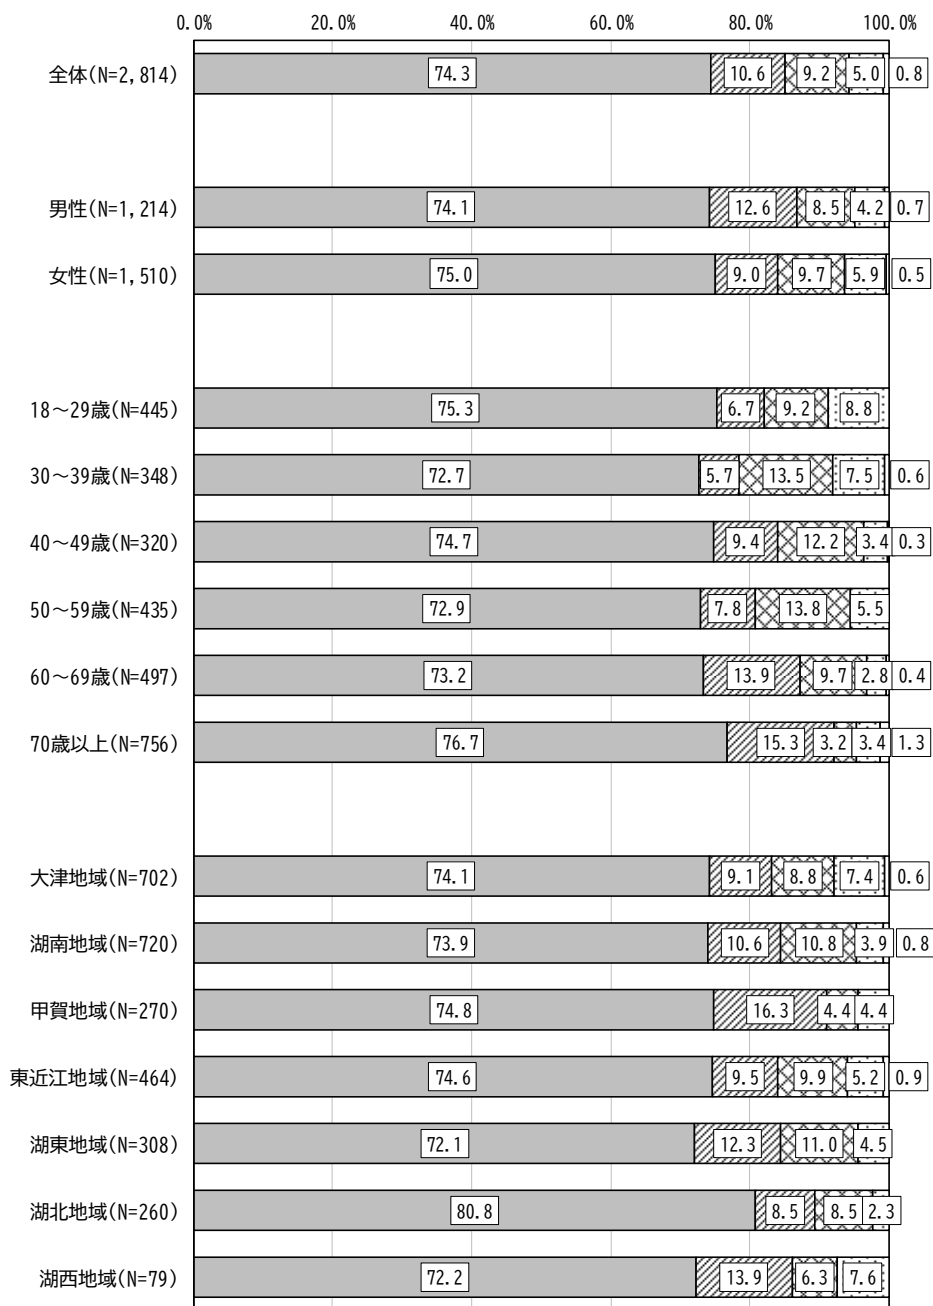 0.0% 20.0% 40.0% 60.0% 80.0% 100.0%
全体(N=2,814) 74.3 10.6 9.2 5.0 0.8
男性(N=1,214) 74.1 12.6 8.5 4.2 0.7
女性(N=1,510) 75.0 9.0 9.7 5.9 0.5
18～29歳(N=445) 75.3 6.7 9.2 8.8
30～39歳(N=348) 72.7 5.7 13.5 7.5 0.6
40～49歳(N=320) 74.7 9.4 12.2 3.4 0.3
50～59歳(N=435) 72.9 7.8 13.8 5.5
60～69歳(N=497) 73.2 13.9 9.7 2.8 0.4
70歳以上(N=756) 76.7 15.3 3.2 3.4 1.3
大津地域(N=702) 74.1 9.1 8.8 7.4 0.6
湖南地域(N=720) 73.9 10.6 10.8 3.9 0.8
甲賀地域(N=270) 74.8 16.3 4.4 4.4
東近江地域(N=464) 74.6 9.5 9.9 5.2 0.9
湖東地域(N=308) 72.1 12.3 11.0 4.5
湖北地域(N=260) 80.8 8.5 8.5 2.3
湖西地域(N=79) 72.2 13.9 6.3 7.6